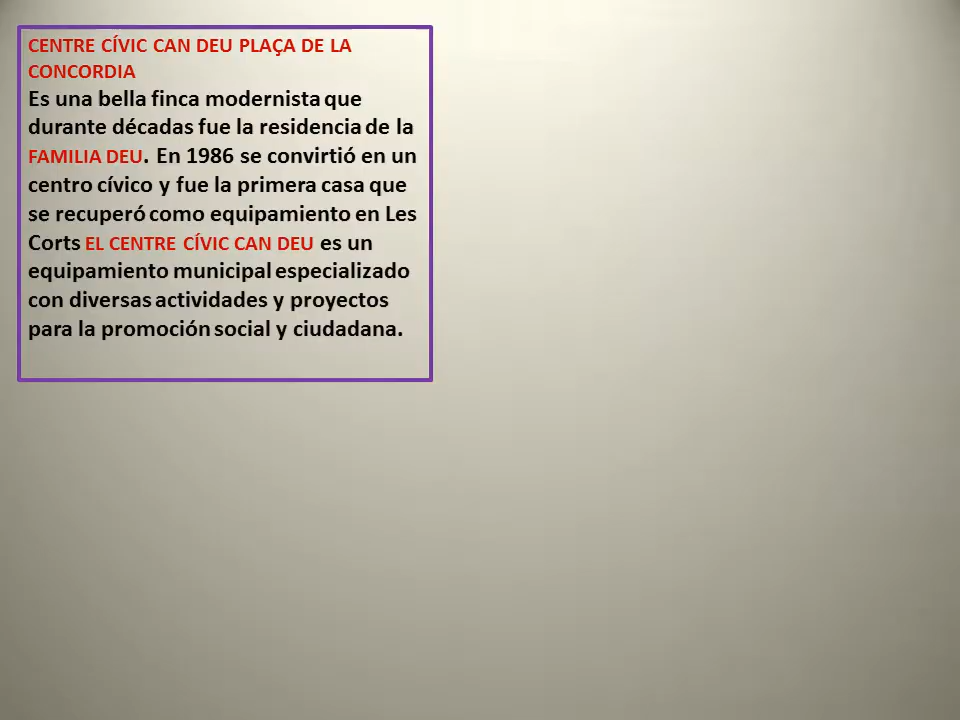 CENTRE CÍVIC CAN DEU PLAÇA DE LA
CONCORDIA
Es una bella finca modernista que
durante décadas fue la residencia de la
FAMILIA DEU. En 1986 se convirtió en un
centro cívico y fue la primera casa que
se recuperó como equipamiento en Les
Corts EL CENTRE CÍVIC CAN DEU es un
equipamiento municipal especializado
con diversas actividades y proyectos
para la promoción social y ciudadana.